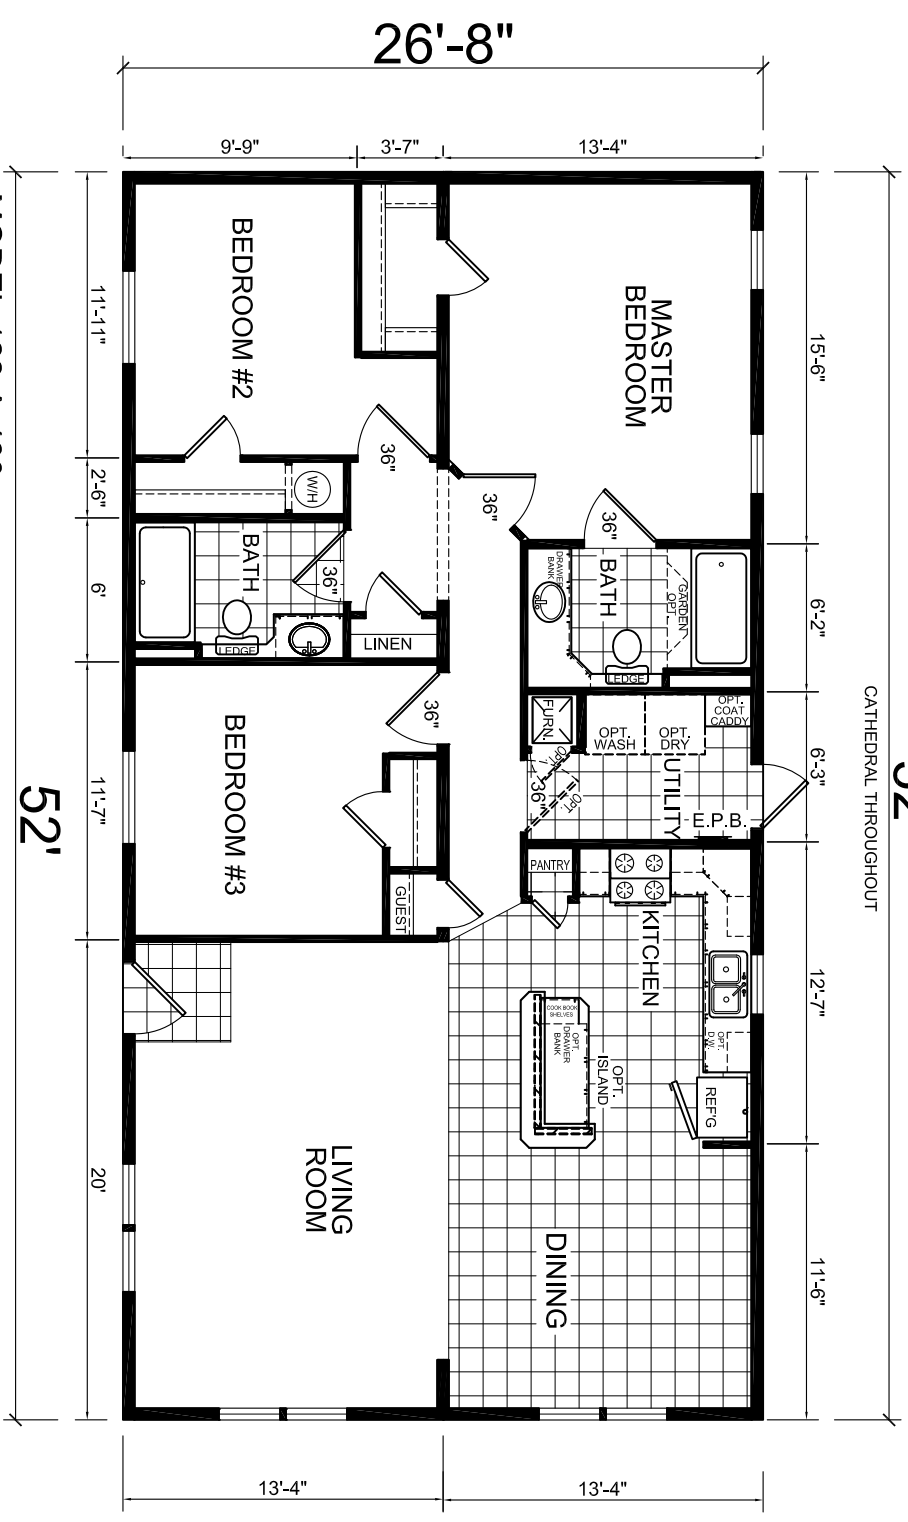 26'-8"
9'-9"
3'-7"
13'-4"
CATHEDRAL THROUGHOUT
52'
15'-6"
6'-2"
6'-3"
12'-7"
11'-6"
11'-11"
2'-6"
6'
11'-7"
20'
MASTER
BEDROOM
BEDROOM #2
36"
36"
36"
W/H
BATH
36"
LEDGE
LINEN
DRAWER
BANK
BATH
GARDEN
OPT.
LEDGE
BEDROOM #3
36"
GUEST
FURN.
OPT.
WASH
OPT.
DRY
OPT.
COAT
CADDY
UTILITY
E.P.B.
OPT.
36"
OPT.
PANTRY
KITCHEN
COOK BOOK
SHELVES
OPT.
DRAWER
BANK
OPT.
ISLAND
OPT.
D.W.
REF'G
LIVING
ROOM
DINING
13'-4"
13'-4"